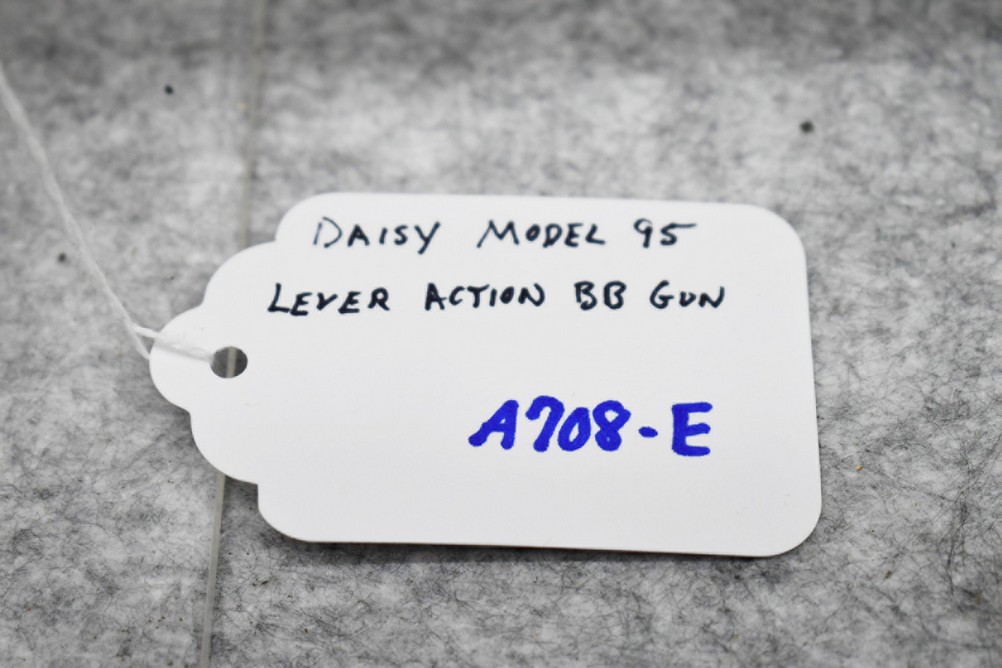 DAISY MODEL 95
LEVER ACTION BB GUN
A708-E